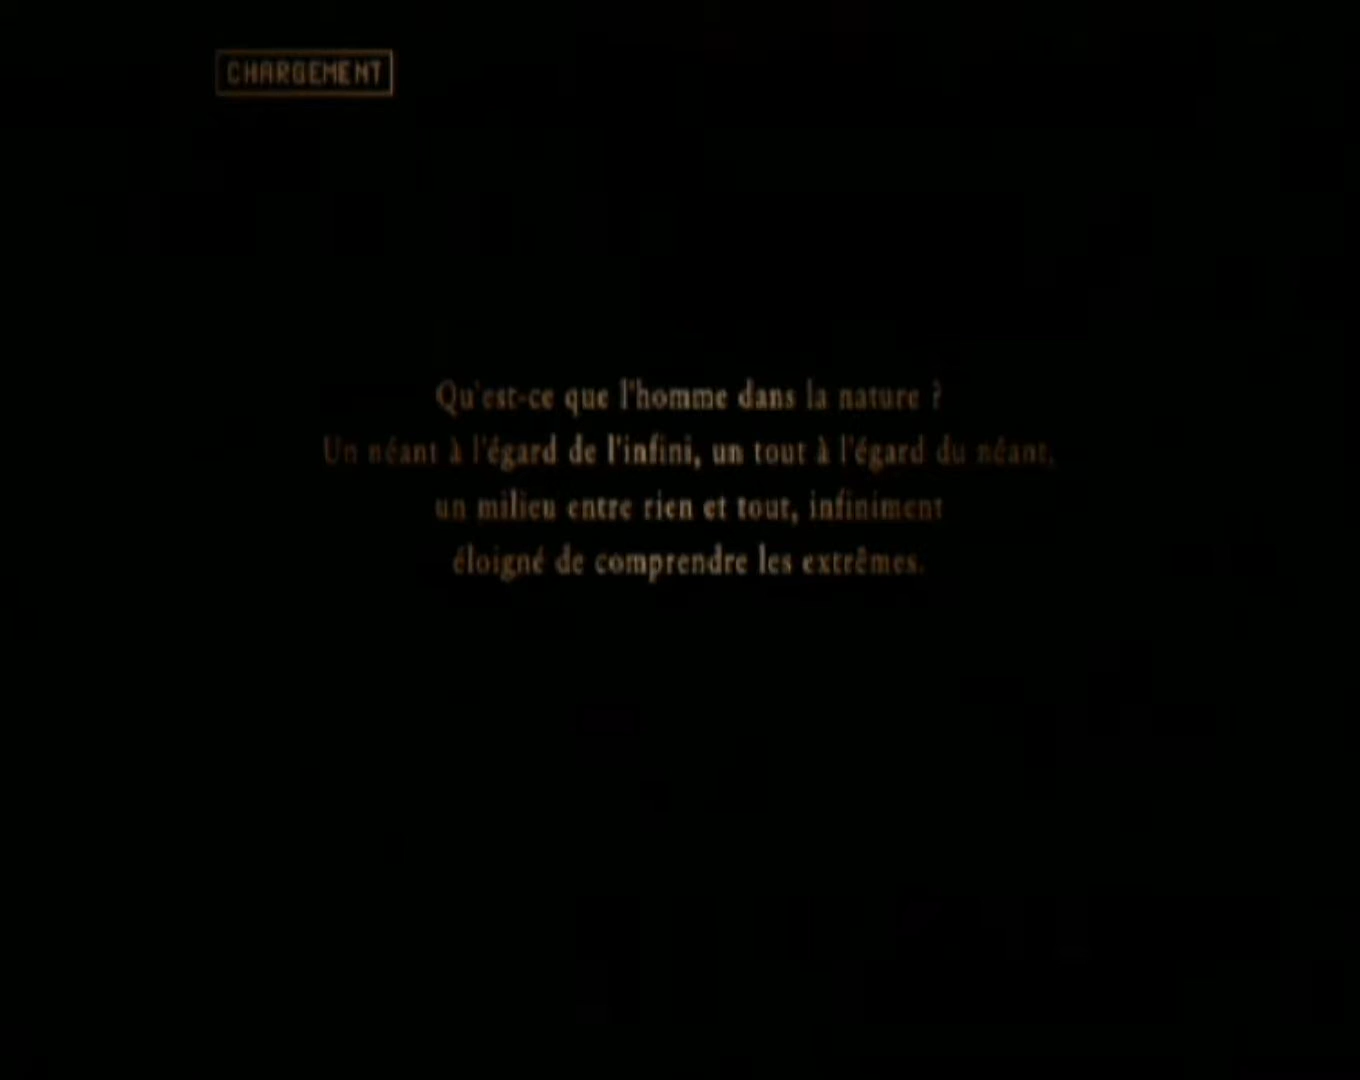 CHARGEMENT
Qu'est-ce que l'homme dans la nature ?
Un néant à l'égard de l'infini, un tout à l'égard du néant,
un milieu entre rien et tout, infiniment
éloigné de comprendre les extrêmes.